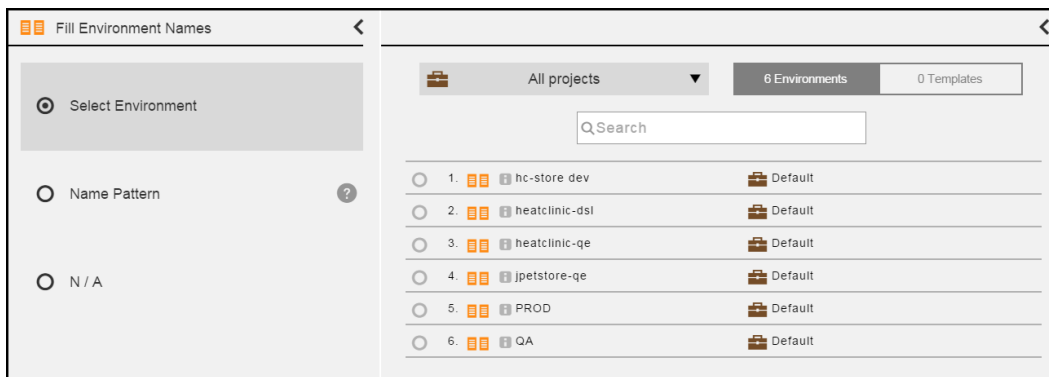 Fill Environment Names
All projects
6 Environments
0 Templates
Select Environment
Search
Name Pattern
?
N / A
1. hc-store dev Default
2. heatclinic-dsl Default
3. heatclinic-qe Default
4. jpetstore-qe Default
5. PROD Default
6. QA Default